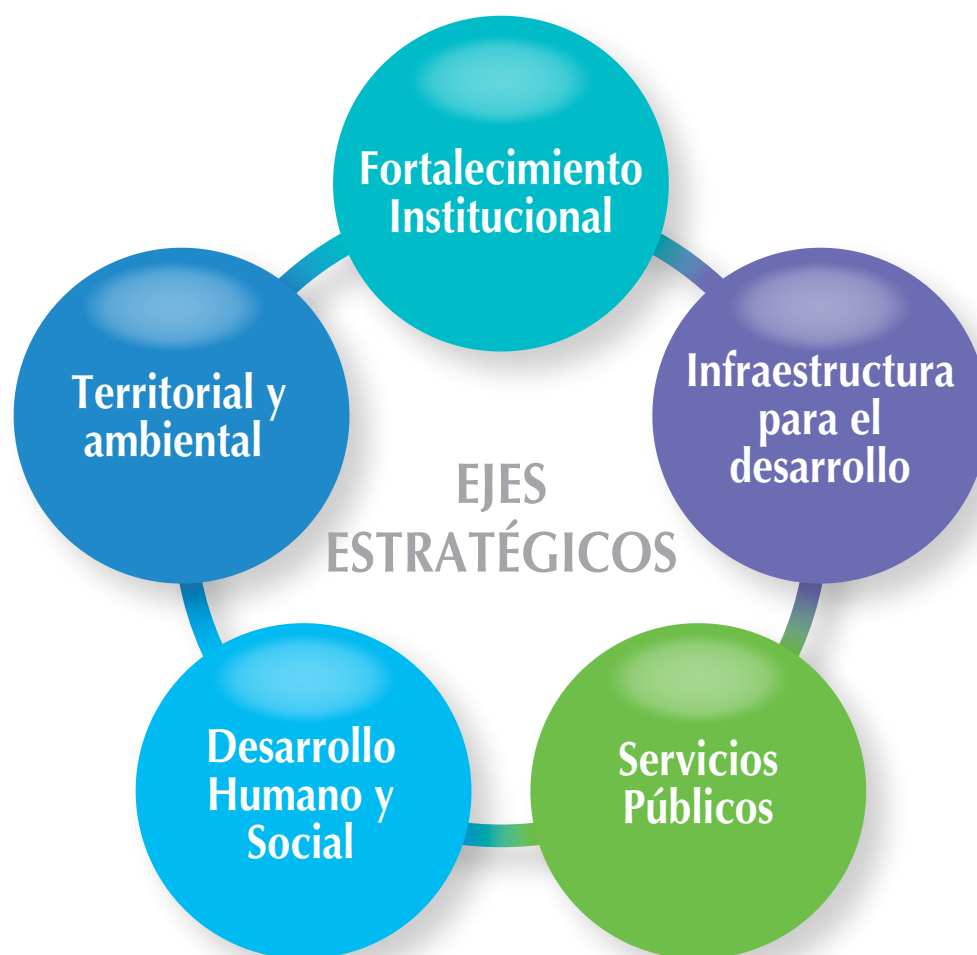 Fortalecimiento
Institucional
Infraestructura
para el
desarrollo
Territorial y
ambiental
EJES
ESTRATÉGICOS
Desarrollo
Humano y
Social
Servicios
Públicos